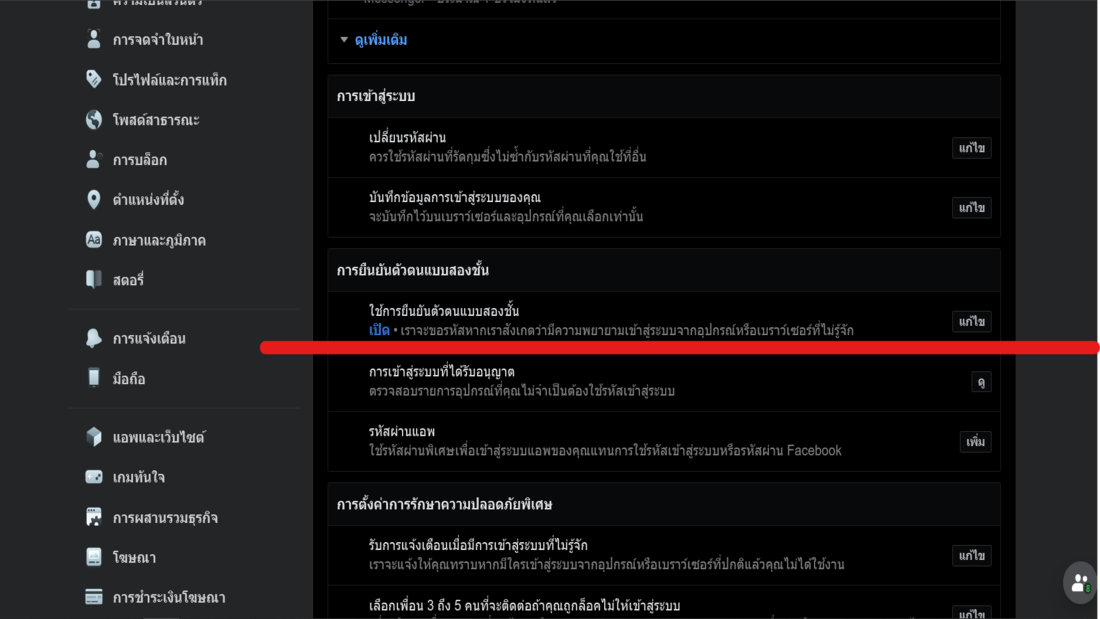 การจดจำใบหน้า
โปรไฟล์และการแท็ก
โพสต์สาธารณะ
การบล็อก
ตำแหน่งที่ตั้ง
ภาษาและภูมิภาค
สตอรี่
การแจ้งเตือน
มือถือ
แอพและเว็บไซต์
เกมทันใจ
การผสานรวมธุรกิจ
โฆษณา
การชำระเงินโฆษณา
ดูเพิ่มเติม
การเข้าสู่ระบบ
เปลี่ยนรหัสผ่าน
ควรใช้รหัสผ่านที่รัดกุมซึ่งไม่ซ้ำกับรหัสผ่านที่คุณใช้ที่อื่น
แก้ไข
บันทึกข้อมูลการเข้าสู่ระบบของคุณ
จะบันทึกไว้บนเบราว์เซอร์และอุปกรณ์ที่คุณเลือกเท่านั้น
แก้ไข
การยืนยันตัวตนแบบสองชั้น
ใช้การยืนยันตัวตนแบบสองชั้น
เปิด • เราจะขอรหัสหากเราสังเกตว่ามีความพยายามเข้าสู่ระบบจากอุปกรณ์หรือเบราว์เซอร์ที่ไม่รู้จัก
แก้ไข
การเข้าสู่ระบบที่ได้รับอนุญาต
ตรวจสอบรายการอุปกรณ์ที่คุณไม่จำเป็นต้องใช้รหัสเข้าสู่ระบบ
ดู
รหัสผ่านแอพ
ใช้รหัสผ่านพิเศษเพื่อเข้าสู่ระบบแอพของคุณแทนการใช้รหัสเข้าสู่ระบบหรือรหัสผ่าน Facebook
เพิ่ม
การตั้งค่าการรักษาความปลอดภัยพิเศษ
รับการแจ้งเตือนเมื่อมีการเข้าสู่ระบบที่ไม่รู้จัก
เราจะแจ้งให้คุณทราบหากมีใครเข้าสู่ระบบจากอุปกรณ์หรือเบราว์เซอร์ที่ปกติแล้วคุณไม่ได้ใช้งาน
แก้ไข
เลือกเพื่อน 3 ถึง 5 คนที่จะติดต่อถ้าคุณถูกล็อคไม่ให้เข้าสู่ระบบ
แก้ไข